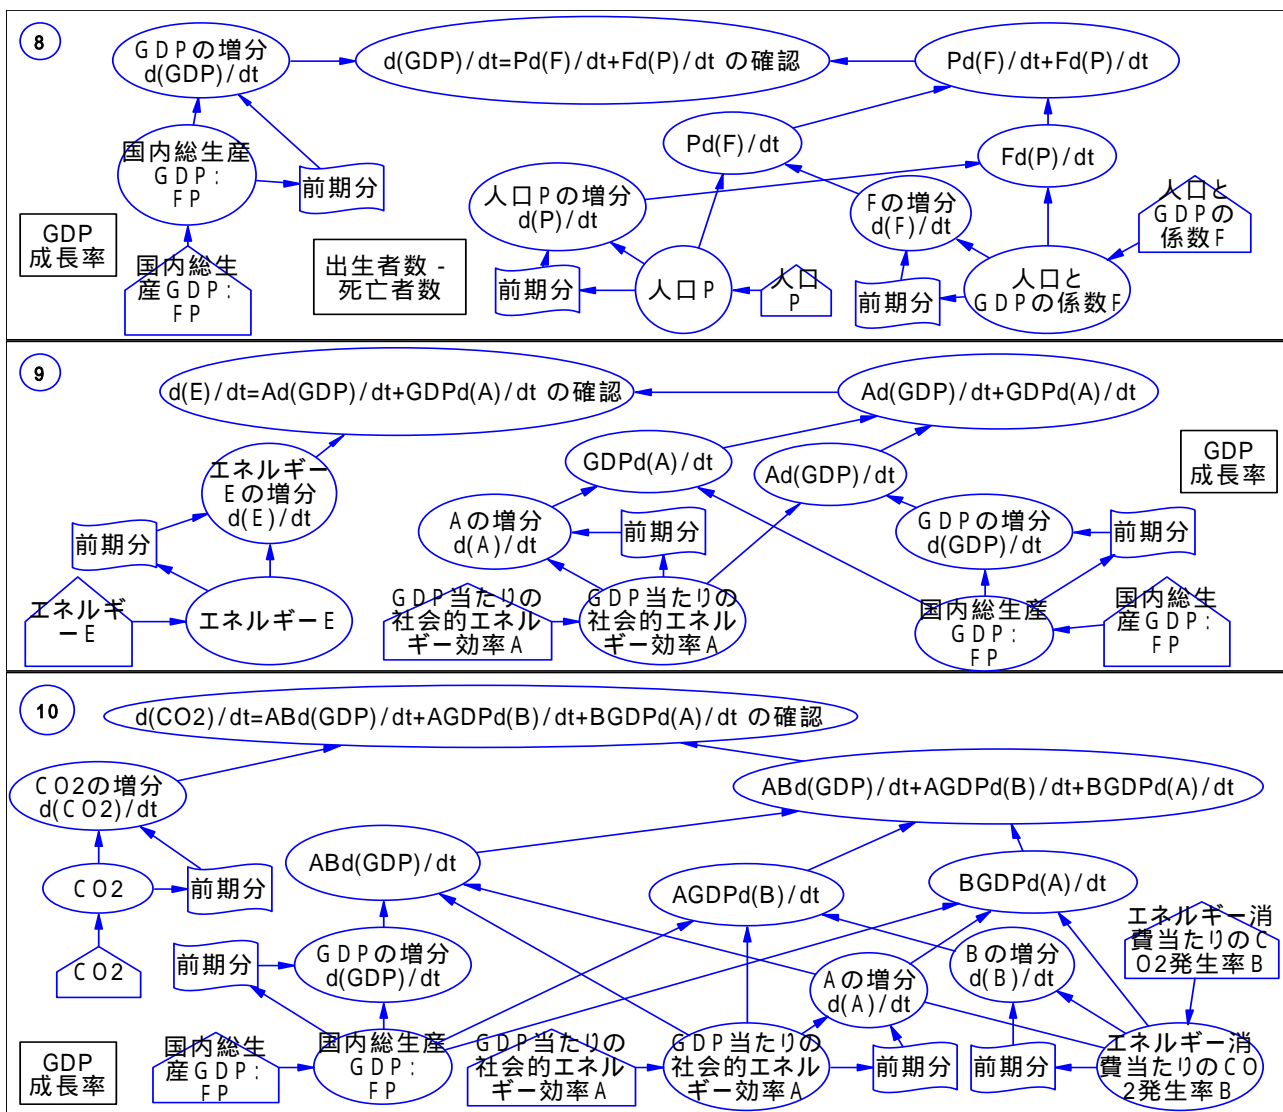 8
GDPの増分
d(GDP)/dt
d(GDP)/dt=Pd(F)/dt+Fd(P)/dt の確認
Pd(F)/dt+Fd(P)/dt
国内総生産
GDP:
FP
前期分
Pd(F)/dt
Fd(P)/dt
人口Pの増分
d(P)/dt
Fの増分
d(F)/dt
人口と
GDPの
係数F
GDP
成長率
国内総生
産GDP:
FP
出生者数 -
死亡者数
前期分
人口P
人口
P
前期分
人口と
GDPの係数F
9
d(E)/dt=Ad(GDP)/dt+GDPd(A)/dt の確認
Ad(GDP)/dt+GDPd(A)/dt
エネルギー
Eの増分
d(E)/dt
GDPd(A)/dt
Ad(GDP)/dt
GDP
成長率
前期分
Aの増分
d(A)/dt
前期分
GDPの増分
d(GDP)/dt
前期分
エネルギ
ーE
エネルギーE
GDP当たりの
社会的エネル
ギー効率A
GDP当たりの
社会的エネル
ギー効率A
国内総生産
GDP:
FP
国内総生
産GDP:
FP
10
d(CO2)/dt=ABd(GDP)/dt+AGDPd(B)/dt+BGDPd(A)/dt の確認
CO2の増分
d(CO2)/dt
ABd(GDP)/dt+AGDPd(B)/dt+BGDPd(A)/dt
CO2
前期分
ABd(GDP)/dt
AGDPd(B)/dt
BGDPd(A)/dt
エネルギー消
費当たりのC
O2発生率B
CO2
前期分
GDPの増分
d(GDP)/dt
Aの増分
d(A)/dt
Bの増分
d(B)/dt
GDP
成長率
国内総生
産GDP:
FP
国内総生産
GDP:
FP
GDP当たりの
社会的エネル
ギー効率A
GDP当たりの
社会的エネル
ギー効率A
前期分
前期分
エネルギー消
費当たりのCO
2発生率B